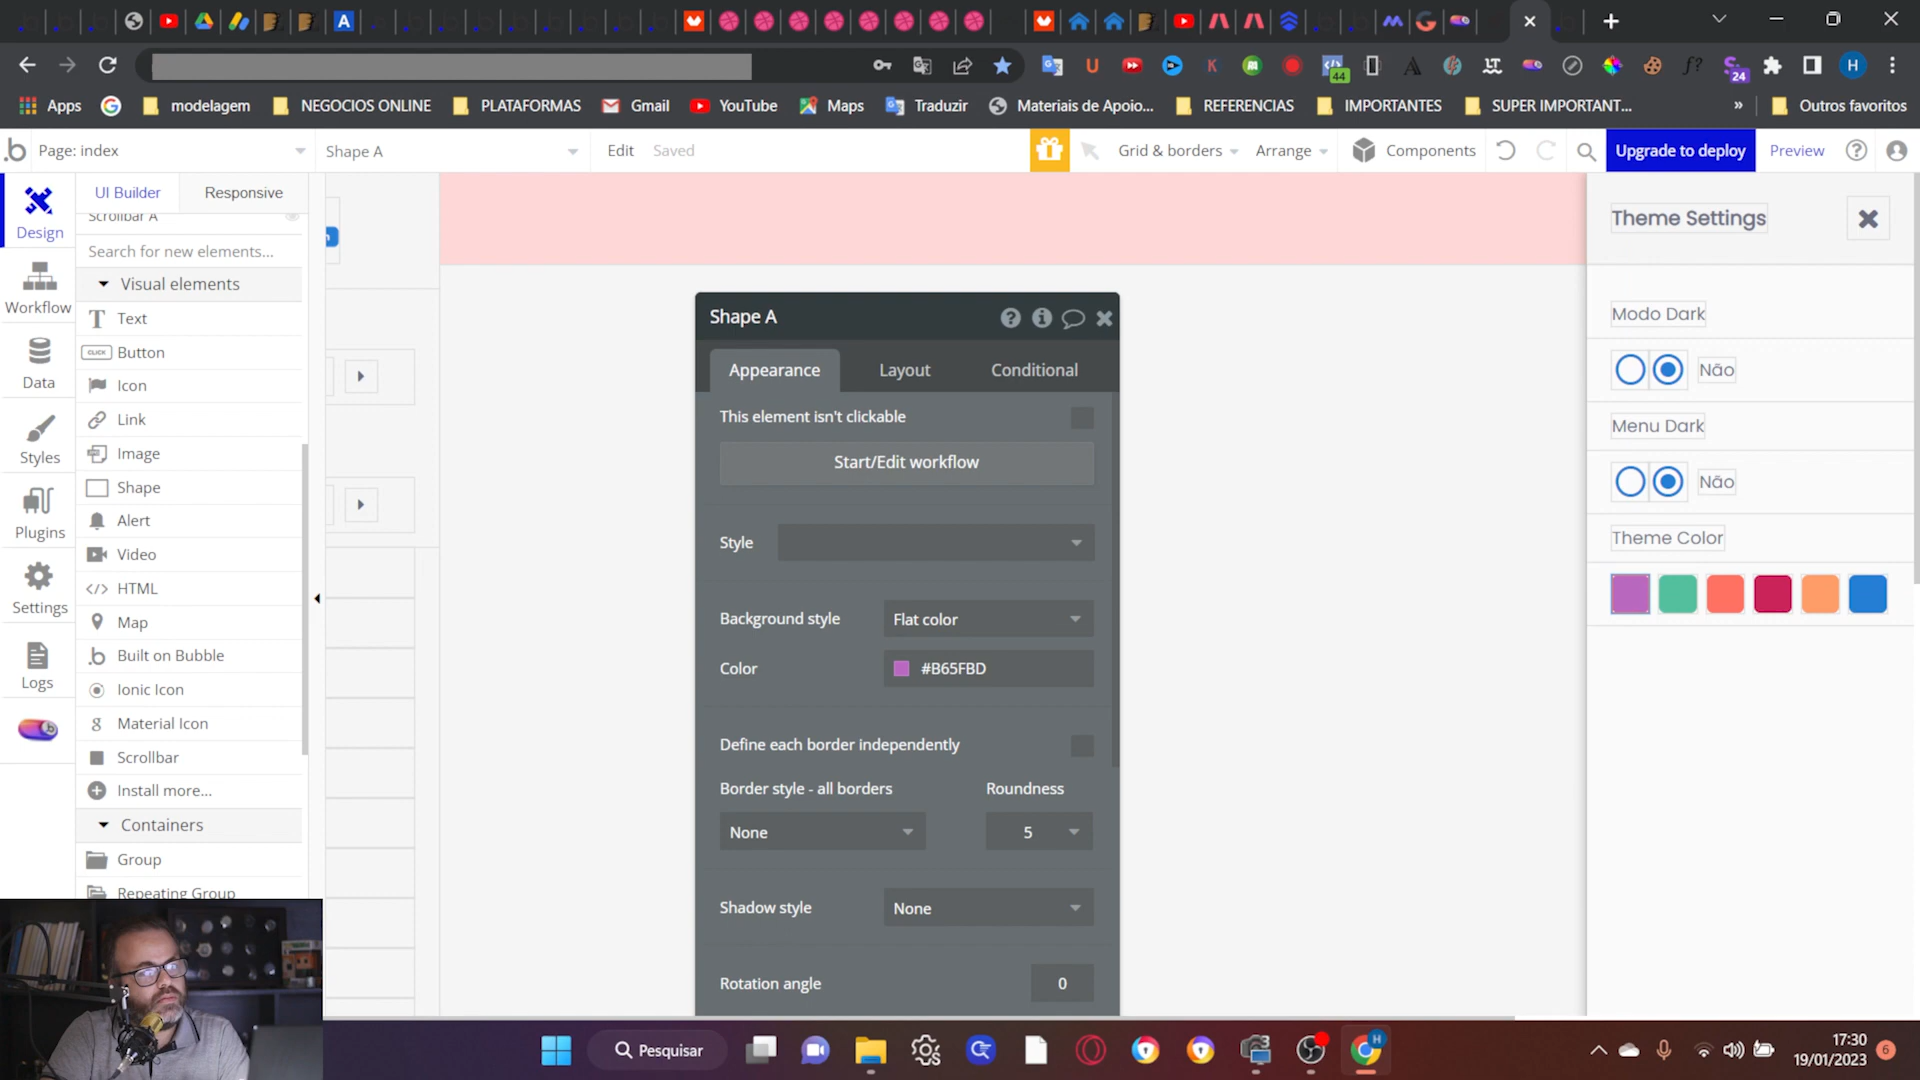 44
24
H
Apps
modelagem
NEGOCIOS ONLINE
PLATAFORMAS
Gmail
YouTube
Maps
Traduzir
Materiais de Apoio...
REFERENCIAS
IMPORTANTES
SUPER IMPORTANT...
»
Outros favoritos
Page: index
Shape A
Edit
Saved
Grid & borders
Arrange
Components
Upgrade to deploy
Preview
Design
Workflow
Data
Styles
Plugins
Settings
Logs
UI Builder
Responsive
Scrollbar A
Search for new elements...
Visual elements
Text
CLICK
Button
Icon
Link
Image
Shape
Alert
Video
HTML
Map
Built on Bubble
Ionic Icon
Material Icon
Scrollbar
Install more...
Containers
Group
Repeating Group
Shape A
Appearance
Layout
Conditional
This element isn't clickable
Start/Edit workflow
Style
Background style
Flat color
Color
#B65FBD
Define each border independently
Border style - all borders
Roundness
None
5
Shadow style
None
Rotation angle
0
Theme Settings
Modo Dark
Não
Menu Dark
Não
Theme Color
Pesquisar
H
17:30
19/01/2023
6